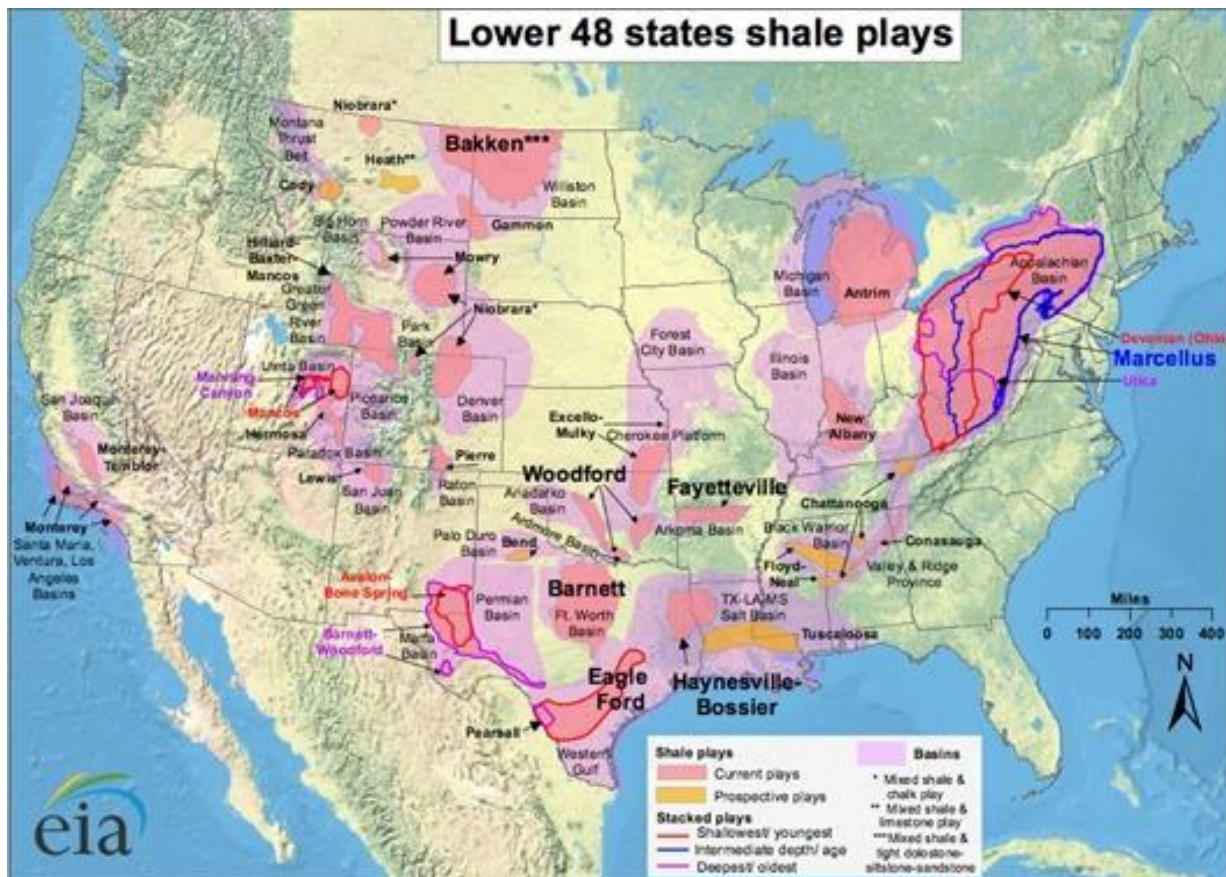 Lower 48 states shale plays
Niobrara*
Montana
Thrust
Belt
Bakken***
Heath**
Cody
Williston
Basin
Big Horn
Basin
Powder River
Basin
Gammon
Hilliard-
Baxter-
Mancos
Mowry
Greater
Green
River
Basin
Niobrara*
Park
Basin
Michigan
Basin
Antrim
Appalachian
Basin
Devonian (Ohio
Marcellus
Utica
Forest
City Basin
Illinois
Basin
Uinta Basin
Manning
Canyon
Mancos
Piceance
Basin
Denver
Basin
San Joaquin
Basin
Hermosa
Paradox Basin
Excello-
Mulky
Cherokee Platform
New
Albany
Monterey-
Temblor
Lewis
San Juan
Basin
Pierre
Raton
Basin
Woodford
Anadarko
Basin
Fayetteville
Arkoma Basin
Chattanooga
Black Warrior
Basin
Monterey
Santa Maria,
Ventura, Los
Angeles
Basins
Palo Duro
Basin
Bend
Ardmore Basin
Conasauga
Floyd-
Neal
Valley & Ridge
Province
Avalon-
Bone Spring
Permian
Basin
Barnett
Ft. Worth
Basin
TX-LA-MS
Salt Basin
Tuscaloosa
Barnett-
Woodford
Marfa
Basin
Eagle
Ford
Haynesville-
Bossier
Pearsall
Western
Gulf
Miles
0 100 200 300 400
N
Shale plays
Current plays
Prospective plays
Stacked plays
Shallowest/ youngest
Intermediate depth/ age
Deepest/ oldest
Basins
* Mixed shale &
chalk play
** Mixed shale &
limestone play
***Mixed shale &
tight dolostone-
siltstone-sandstone
eia